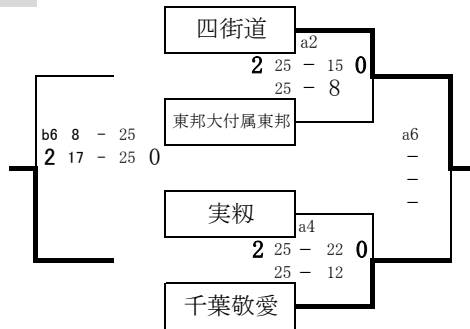 四街道
a2
2 25 - 15 0
25 - 8
東邦大付属東邦
b6 8 - 25
2 17 - 25 0
a6
-
-
-
実籾
a4
2 25 - 22 0
25 - 12
千葉敬愛